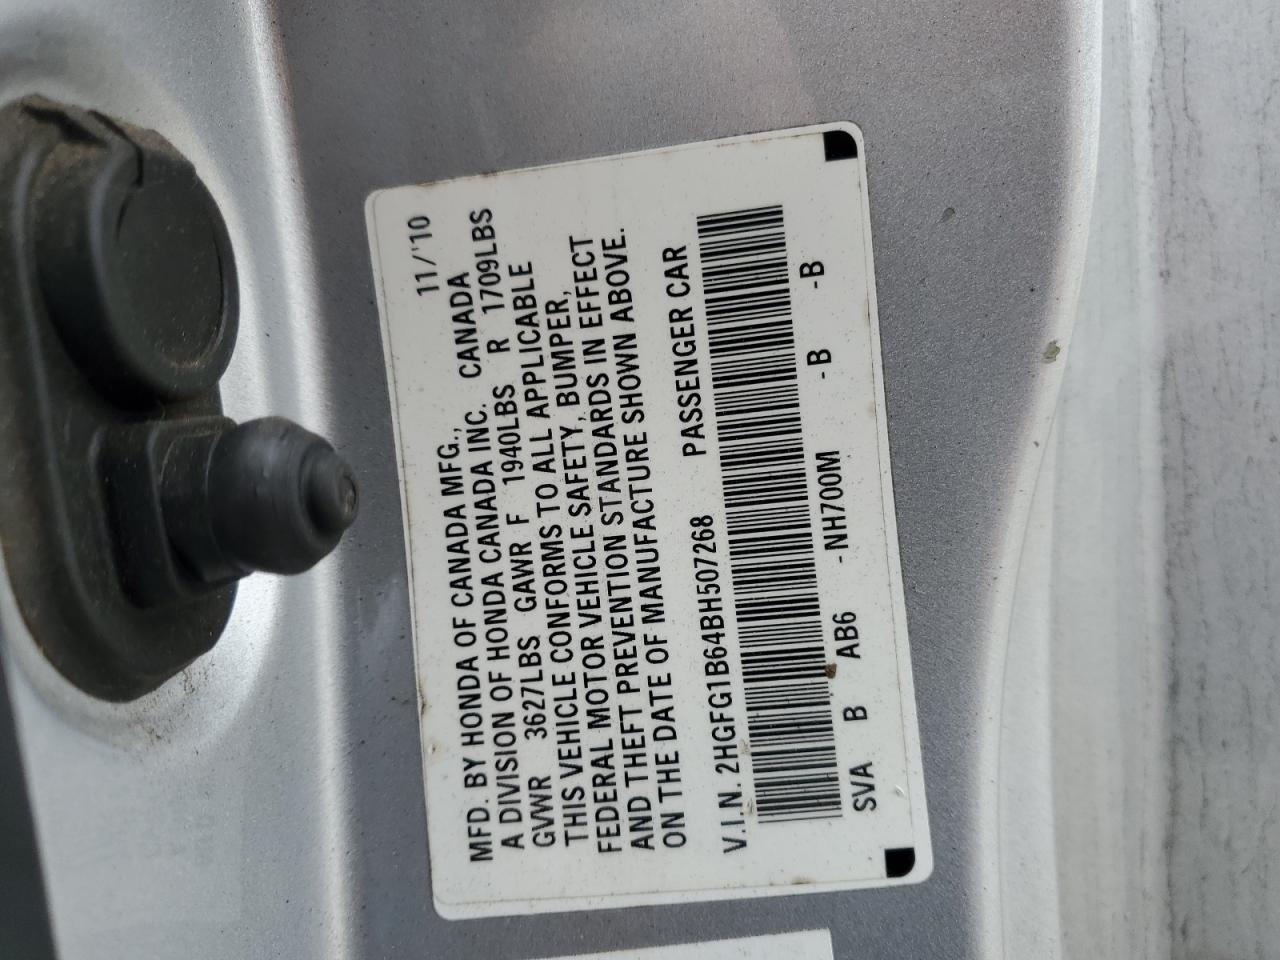 11/'10
MFD. BY HONDA OF CANADA MFG., CANADA
A DIVISION OF HONDA CANADA INC.
GVWR 3627LBS GAWR F 1940LBS R 1709LBS
THIS VEHICLE CONFORMS TO ALL APPLICABLE
FEDERAL MOTOR VEHICLE SAFETY, BUMPER,
AND THEFT PREVENTION STANDARDS IN EFFECT
ON THE DATE OF MANUFACTURE SHOWN ABOVE.
V.I.N. 2HGFG1B64BH507268 PASSENGER CAR
SVA B AB6 -NH700M -B -B